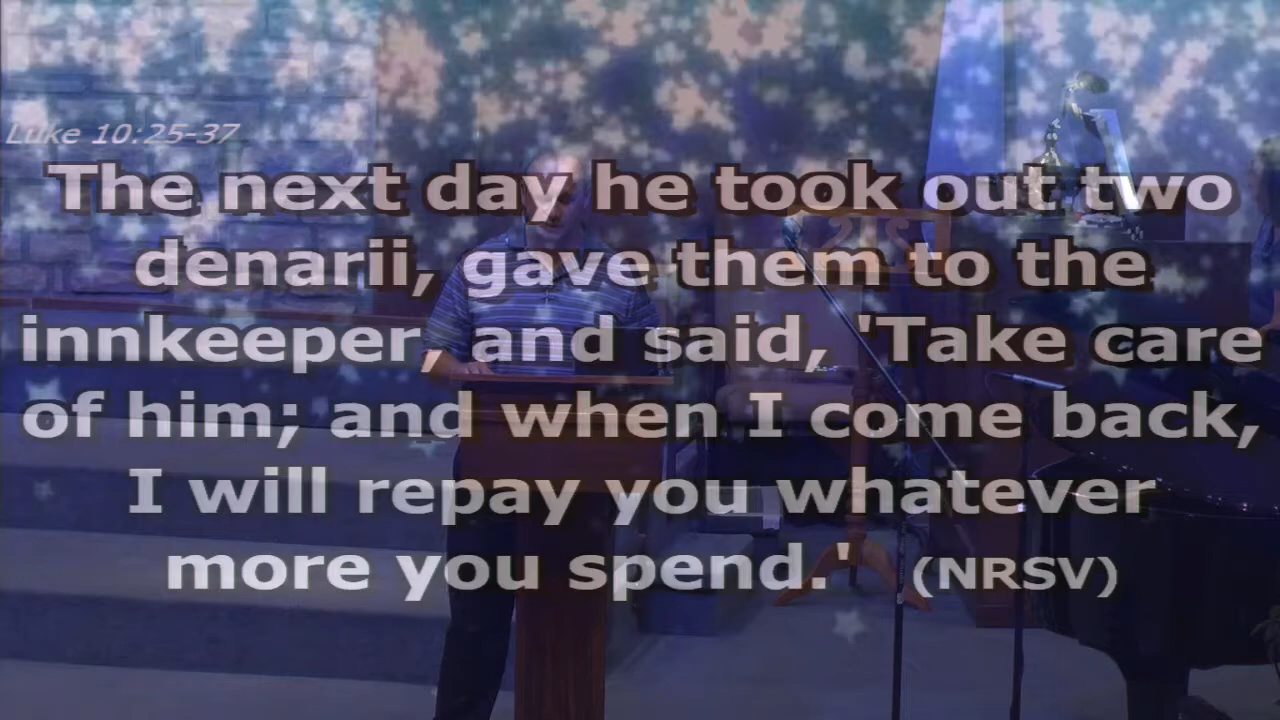 Luke 10:25-37
The next day he took out two
denarii, gave them to the
innkeeper, and said, 'Take care
of him; and when I come back,
I will repay you whatever
more you spend.' (NRSV)